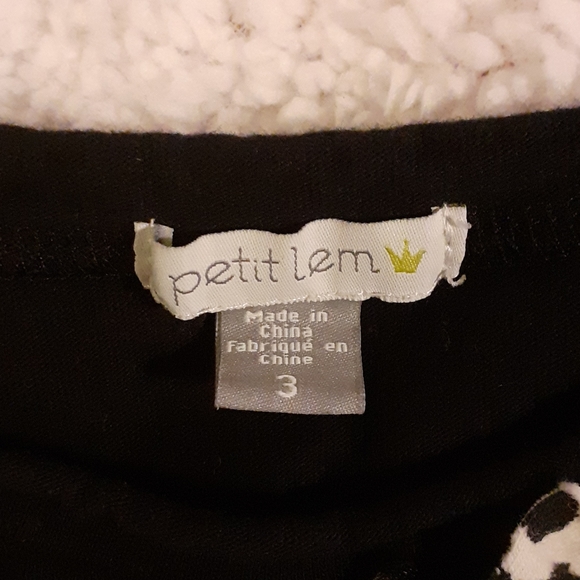 petit lem
Made in
China
Fabriqué en
Chine
3